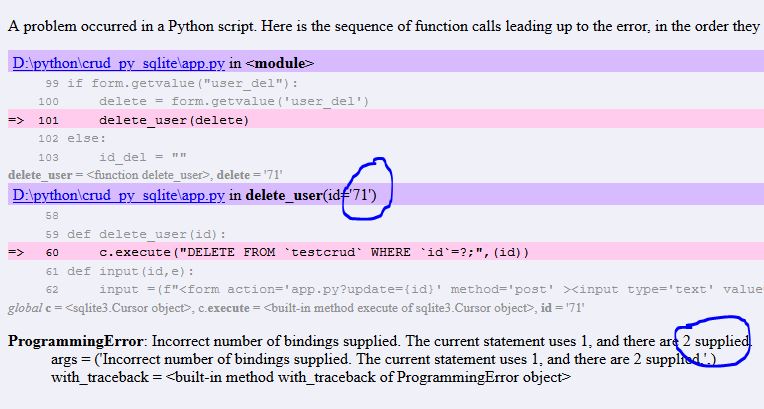 A problem occurred in a Python script. Here is the sequence of function calls leading up to the error, in the order they
D:\python\crud_py_sqlite\app.py in <module>
99 if form.getvalue("user_del"):
100     delete = form.getvalue('user_del')
=> 101     delete_user(delete)
102 else:
103     id_del = ""
delete_user = <function delete_user>, delete = '71'
D:\python\crud_py_sqlite\app.py in delete_user(id='71')
58
59 def delete_user(id):
=> 60     c.execute("DELETE FROM `testcrud` WHERE `id`=?;",(id))
61 def input(id,e):
62     input =(f"<form action='app.py?update={id}' method='post' ><input type='text' value
global c = <sqlite3.Cursor object>, c.execute = <built-in method execute of sqlite3.Cursor object>, id = '71'
ProgrammingError: Incorrect number of bindings supplied. The current statement uses 1, and there are 2 supplied.
args = ('Incorrect number of bindings supplied. The current statement uses 1, and there are 2 supplied.',)
with_traceback = <built-in method with_traceback of ProgrammingError object>